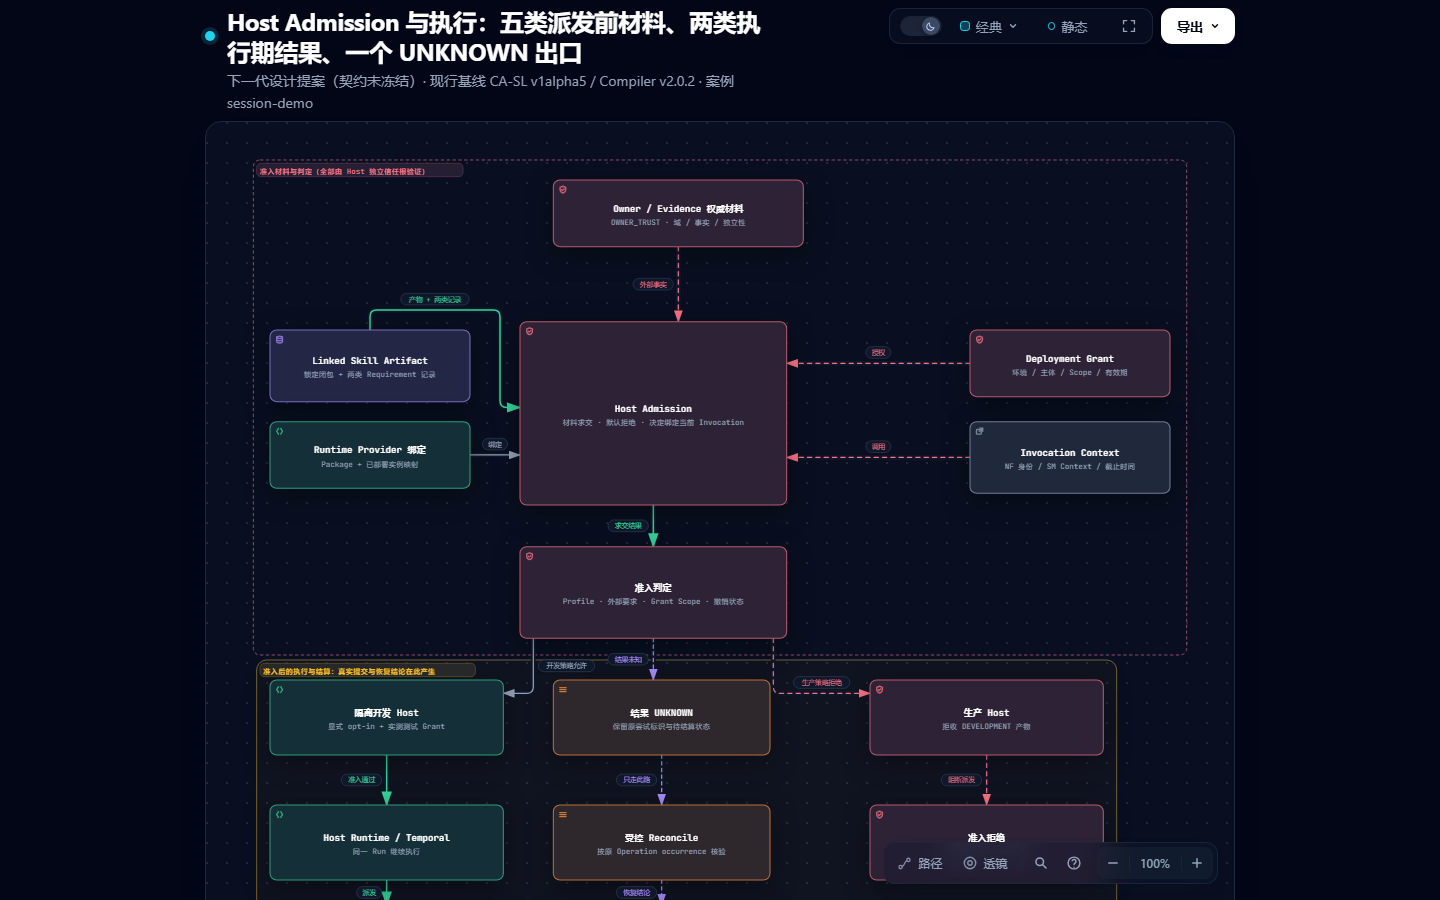 Host Admission 与执行：五类派发前材料、两类执
行期结果、一个 UNKNOWN 出口
下一代设计提案（契约未冻结）· 现行基线 CA-SL v1alpha5 / Compiler v2.0.2 · 案例
session-demo
经典
静态
导出
准入材料与判定（全部由 Host 独立信任根验证）
Owner / Evidence 权威材料
OWNER_TRUST · 域 / 事实 / 独立性
外部事实
产物 + 两类记录
Linked Skill Artifact
锁定闭包 + 两类 Requirement 记录
Host Admission
材料求交 · 默认拒绝 · 决定绑定当前 Invocation
授权
Deployment Grant
环境 / 主体 / Scope / 有效期
Runtime Provider 绑定
Package + 已部署实例映射
绑定
调用
Invocation Context
NF 身份 / SM Context / 截止时间
求交结果
准入判定
Profile · 外部要求 · Grant Scope · 撤销状态
准入后的执行与结算：真实提交与恢复结论在此产生
开发策略允许
结果未知
生产策略拒绝
隔离开发 Host
显式 opt-in + 实测测试 Grant
结果 UNKNOWN
保留原尝试标识与待结算状态
生产 Host
拒收 DEVELOPMENT 产物
准入通过
只走此路
阻断派发
Host Runtime / Temporal
同一 Run 继续执行
受控 Reconcile
按原 Operation occurrence 核验
准入拒绝
派发
恢复结论
路径
透镜
100%